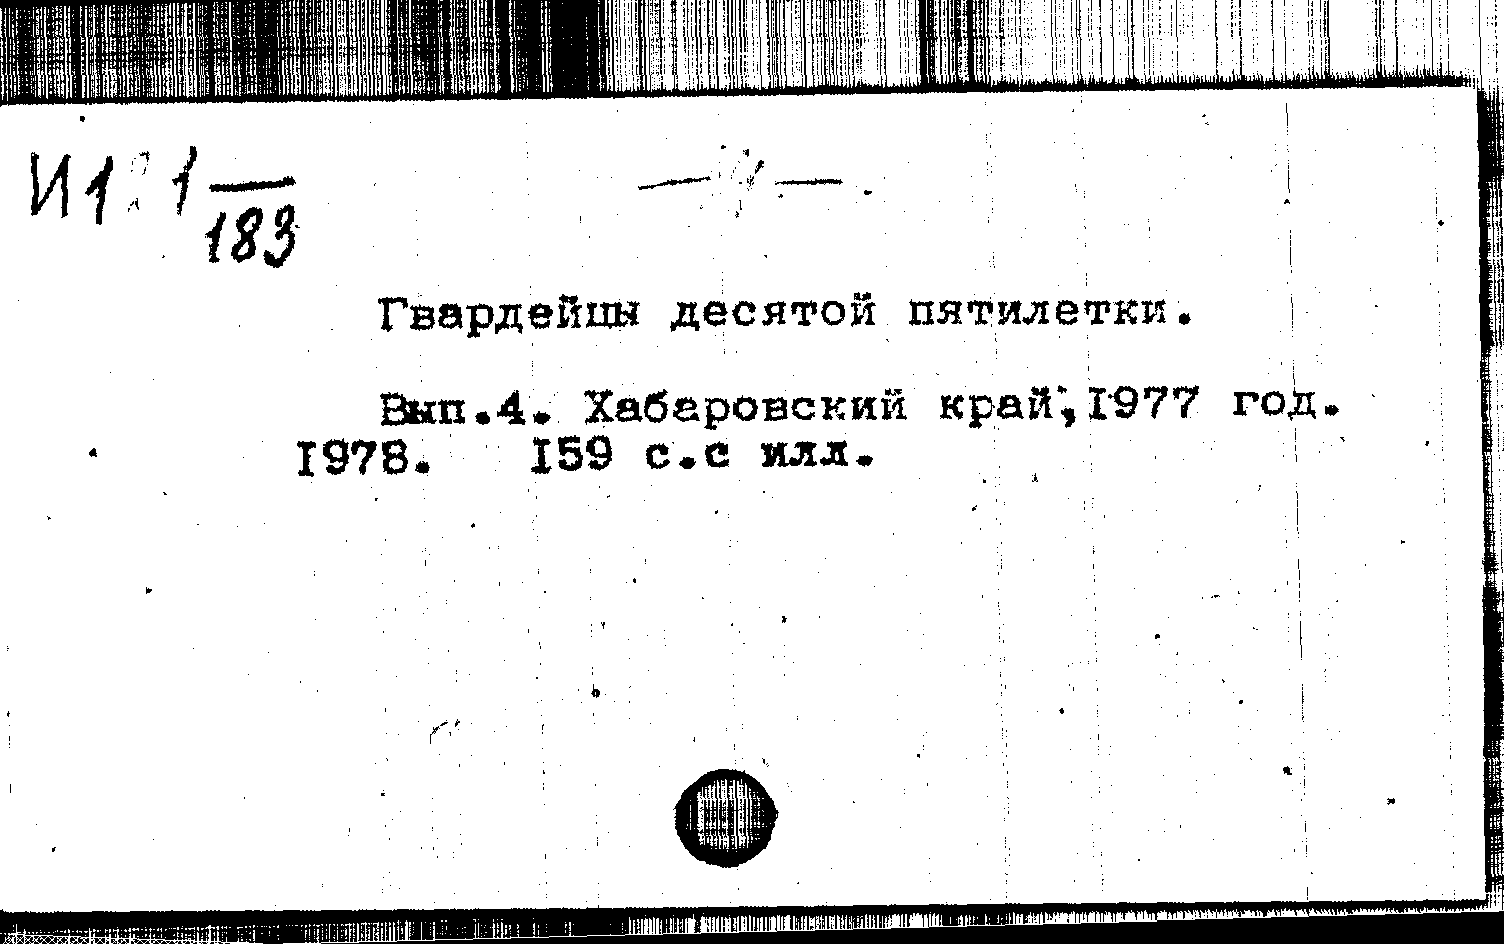 183
Гвардейцы десятой пятилетки.
Вып.4. Хабаровский край,1977 год.
1978. 159 с.с илл.